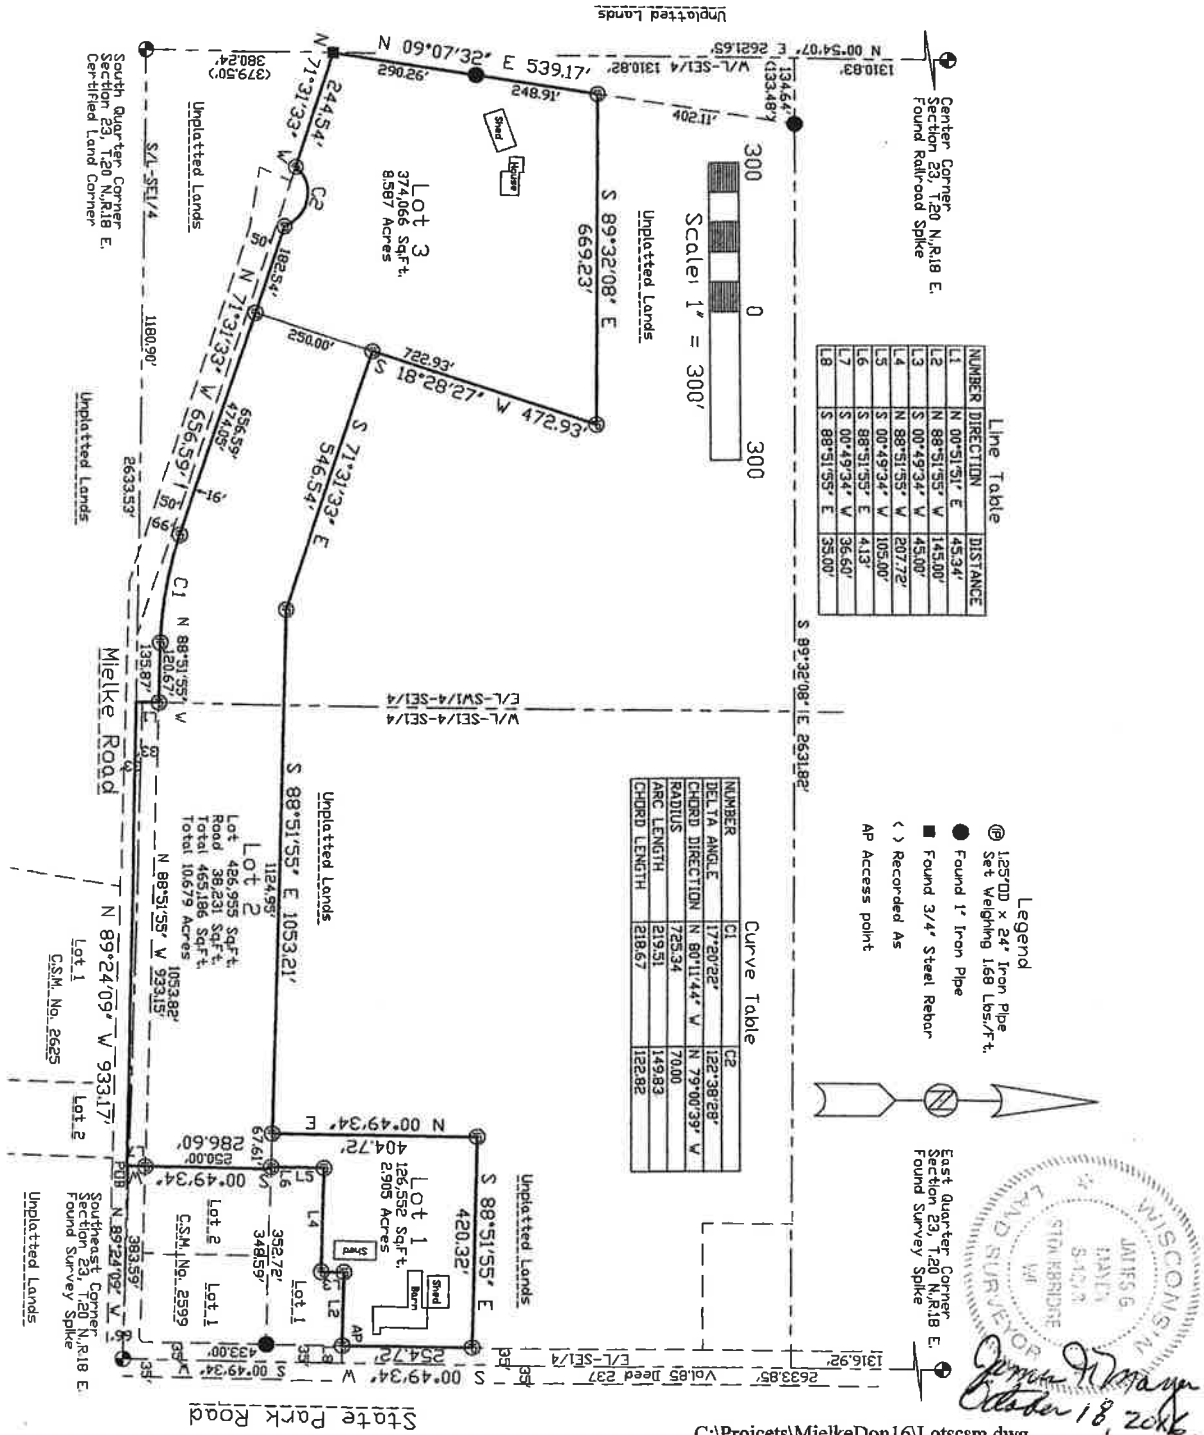 Unplatted Lands
Center Corner
Section 23, T.20 N.,R.18 E.
Found Railroad Spike
N 00°54'07" E 2621.65'
W/L-SE1/4 1310.82'
1310.83'
134.64'
(133.48')
402.11'
S 89°32'08" E 2631.82'
East Quarter Corner
Section 23, T.20 N.,R.18 E.
Found Survey Spike
Line Table
NUMBER DIRECTION DISTANCE
L1 N 00°51'51" E 45.34'
L2 N 88°51'55" W 145.00'
L3 S 00°49'34" W 45.00'
L4 N 88°51'55" W 207.72'
L5 S 00°49'34" W 105.00'
L6 S 88°51'55" E 4.13'
L7 S 00°49'34" W 36.60'
L8 S 88°51'55" E 35.00'
Legend
1.25"OD x 24" Iron Pipe
Set Weighing 1.68 Lbs./Ft.
Found 1" Iron Pipe
Found 3/4" Steel Rebar
( ) Recorded As
AP Access point
300 0 300
Scale: 1" = 300'
Curve Table
NUMBER C1 C2
DELTA ANGLE 17°20'22" 122°38'28"
CHORD DIRECTION N 80°11'44" W N 79°00'39" W
RADIUS 725.34 70.00
ARC LENGTH 219.51 149.83
CHORD LENGTH 218.67 122.82
WISCONSIN
JAMES G
MAYER
STOCKBRIDGE
WI
LAND SURVEYOR
October 18, 2016
N 09°07'32" E 539.17'
290.26'
248.91'
Shed
House
S 89°32'08" E
669.23'
Unplatted Lands
Lot 3
374,066 Sq.Ft.
8.587 Acres
N 71°31'33" W
244.54'
C2
182.54'
50'
250.00'
722.93'
S 18°28'27" W 472.93'
S 71°31'33" E
546.54'
N 71°31'33" W 656.59'
656.59'
474.05'
16'
50'
66'
C1
N 88°51'55" W
120.67'
135.87'
L1
E/L-SW1/4-SE1/4
W/L-SE1/4-SE1/4
Unplatted Lands
S 88°51'55" E 1053.21'
1124.95'
Lot 2
Lot 426,955 Sq.Ft.
Road 38,231 Sq.Ft.
Total 465,186 Sq.Ft.
Total 10.679 Acres
1053.82'
N 88°51'55" W 933.15'
N 89°24'09" W 933.17'
Mielke Road
Lot 1
C.S.M. No. 2625
Lot 2
N 00°49'34" E
404.72'
S 88°51'55" E
420.32'
Unplatted Lands
Lot 1
126,552 Sq.Ft.
2.905 Acres
Shed
Barn
Shed
AP
L2
L3
L4
L5
L6
67.61'
S 00°49'34" W
286.60'
250.00'
POB
352.72'
348.59'
Lot 2
C.S.M. No. 2599
Lot 1
Lot 1
N 89°24'09" W
383.59'
S 00°49'34" W
254.72'
S 00°49'34" W
433.00'
35'
35'
35'
35'
35'
Vol.85 Deed 237
E/L-SE1/4
2633.85'
1316.92'
State Park Road
Southeast Corner
Section 23, T.20 N.,R.18 E.
Found Survey Spike
Unplatted Lands
South Quarter Corner
Section 23, T.20 N.,R.18 E.
Certified Land Corner
380.24'
(379.50')
Unplatted Lands
S/L-SE1/4
1180.90'
2633.53'
Unplatted Lands
C:\Projcets\MielkeDon16\Lotscsm.dwg